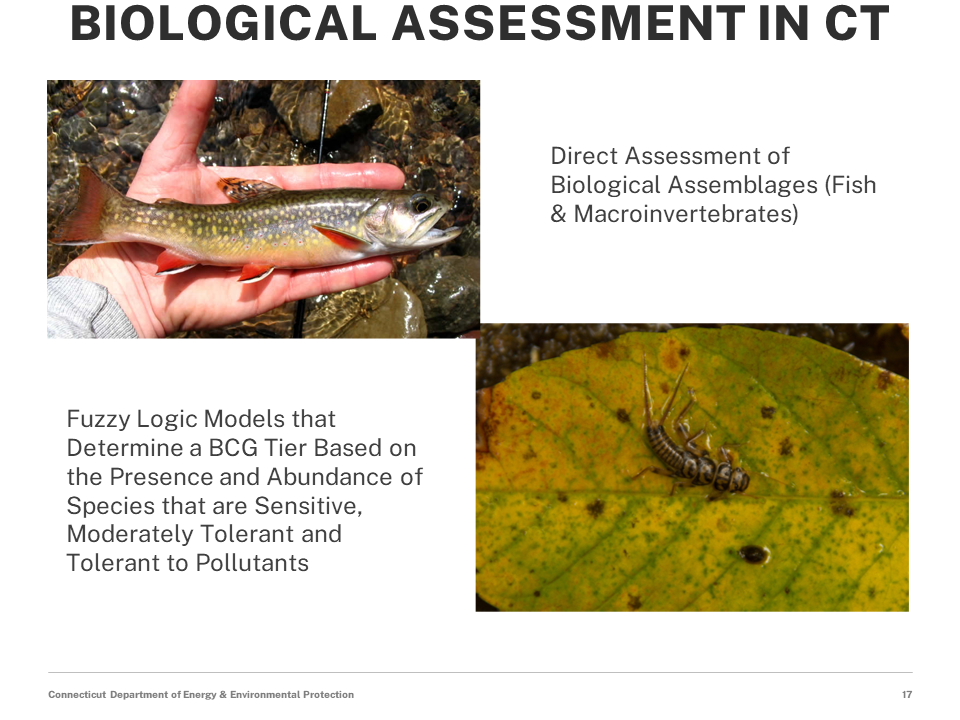 BIOLOGICAL ASSESSMENT IN CT
Direct Assessment of
Biological Assemblages (Fish
& Macroinvertebrates)
Fuzzy Logic Models that
Determine a BCG Tier Based on
the Presence and Abundance of
Species that are Sensitive,
Moderately Tolerant and
Tolerant to Pollutants
Connecticut Department of Energy & Environmental Protection
17